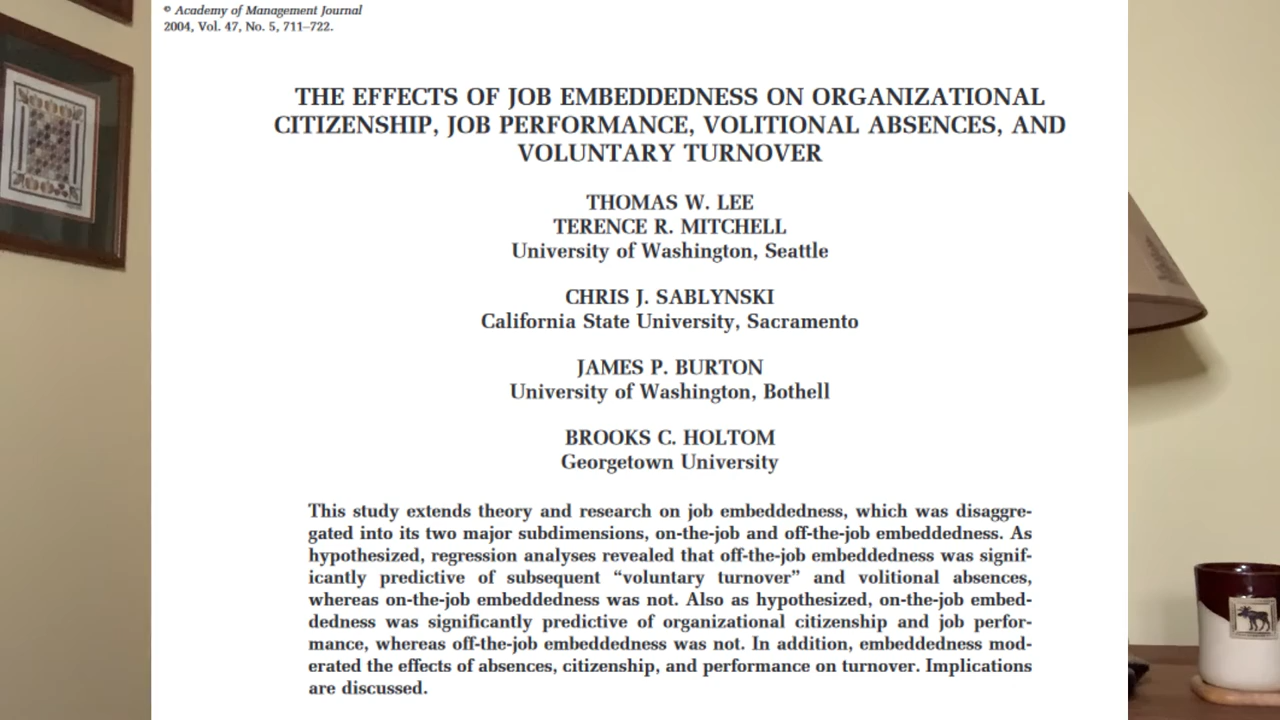 © Academy of Management Journal
2004, Vol. 47, No. 5, 711–722.
THE EFFECTS OF JOB EMBEDDEDNESS ON ORGANIZATIONAL
CITIZENSHIP, JOB PERFORMANCE, VOLITIONAL ABSENCES, AND
VOLUNTARY TURNOVER
THOMAS W. LEE
TERENCE R. MITCHELL
University of Washington, Seattle
CHRIS J. SABLYNSKI
California State University, Sacramento
JAMES P. BURTON
University of Washington, Bothell
BROOKS C. HOLTOM
Georgetown University
This study extends theory and research on job embeddedness, which was disaggre-
gated into its two major subdimensions, on-the-job and off-the-job embeddedness. As
hypothesized, regression analyses revealed that off-the-job embeddedness was signif-
icantly predictive of subsequent “voluntary turnover” and volitional absences,
whereas on-the-job embeddedness was not. Also as hypothesized, on-the-job embed-
dedness was significantly predictive of organizational citizenship and job perfor-
mance, whereas off-the-job embeddedness was not. In addition, embeddedness mod-
erated the effects of absences, citizenship, and performance on turnover. Implications
are discussed.